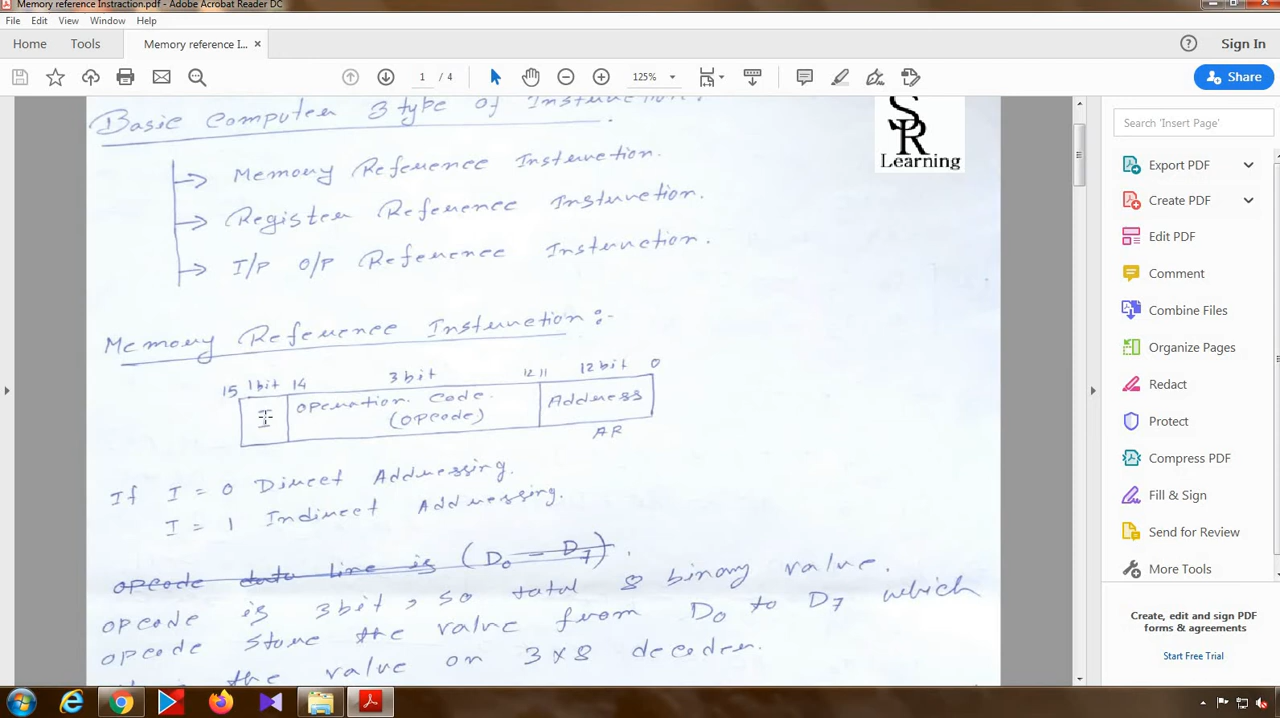 Memory reference Instraction.pdf - Adobe Acrobat Reader DC
File Edit View Window Help
Home Tools Memory reference I... × Sign In
1 / 4 125% Share
Basic Computer 3 type of Instruction:
SR
Learning
Memory Reference Instruction.
Register Reference Instruction.
I/P O/P Reference Instruction.
Memory Reference Instruction:-
15 1bit 14 3bit 12 11 12bit 0
I Operation Code (OPCode) Address
AR
If I = 0 Direct Addressing.
I = 1 Indirect Addressing.
opcode data line is (D0 - D7).
opcode is 3bit, so total 8 binary value.
opcode store the value from D0 to D7 which
the value on 3x8 decoder.
Search 'Insert Page'
Export PDF
Create PDF
Edit PDF
Comment
Combine Files
Organize Pages
Redact
Protect
Compress PDF
Fill & Sign
Send for Review
More Tools
Create, edit and sign PDF
forms & agreements
Start Free Trial